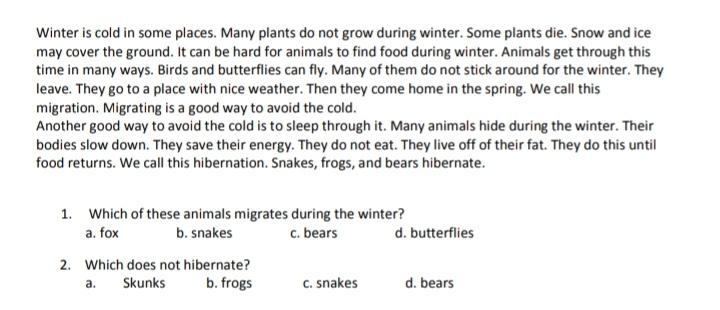 Winter is cold in some places. Many plants do not grow during winter. Some plants die. Snow and ice
may cover the ground. It can be hard for animals to find food during winter. Animals get through this
time in many ways. Birds and butterflies can fly. Many of them do not stick around for the winter. They
leave. They go to a place with nice weather. Then they come home in the spring. We call this
migration. Migrating is a good way to avoid the cold.
Another good way to avoid the cold is to sleep through it. Many animals hide during the winter. Their
bodies slow down. They save their energy. They do not eat. They live off of their fat. They do this until
food returns. We call this hibernation. Snakes, frogs, and bears hibernate.
1. Which of these animals migrates during the winter?
a. fox b. snakes c. bears d. butterflies
2. Which does not hibernate?
a. Skunks b. frogs c. snakes d. bears